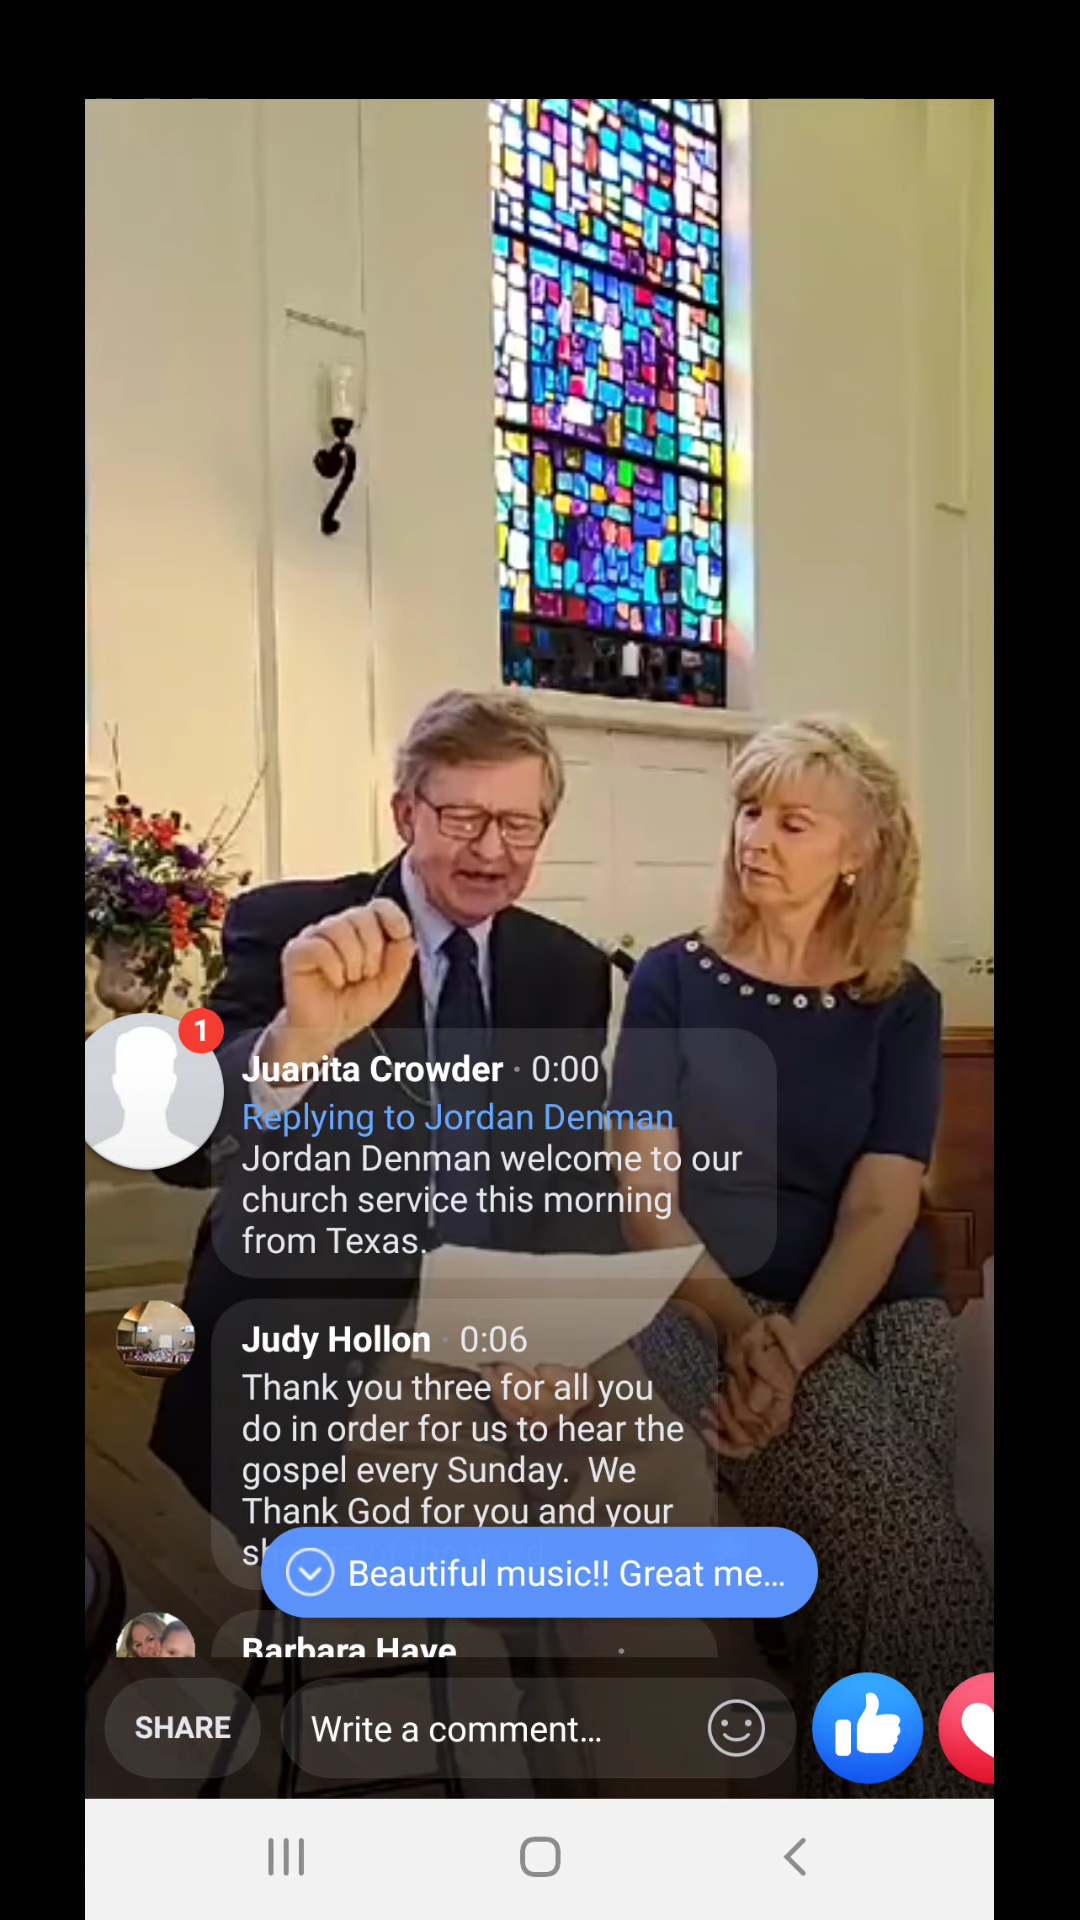 1
Juanita Crowder · 0:00
Replying to Jordan Denman
Jordan Denman welcome to our
church service this morning
from Texas.
Judy Hollon · 0:06
Thank you three for all you
do in order for us to hear the
gospel every Sunday.  We
Thank God for you and your
Beautiful music!! Great me...
Barbara Haye
SHARE
Write a comment...